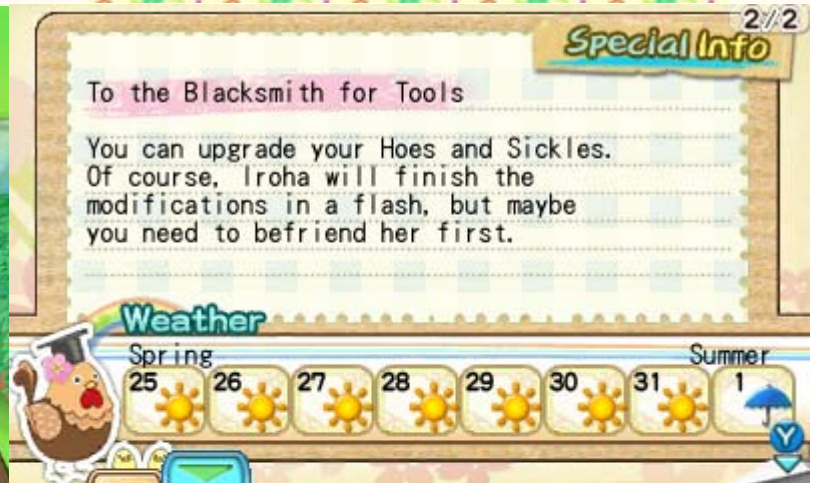 2/2
Special Info
To the Blacksmith for Tools
You can upgrade your Hoes and Sickles.
Of course, Iroha will finish the
modifications in a flash, but maybe
you need to befriend her first.
Weather
Spring Summer
25 26 27 28 29 30 31 1
Y